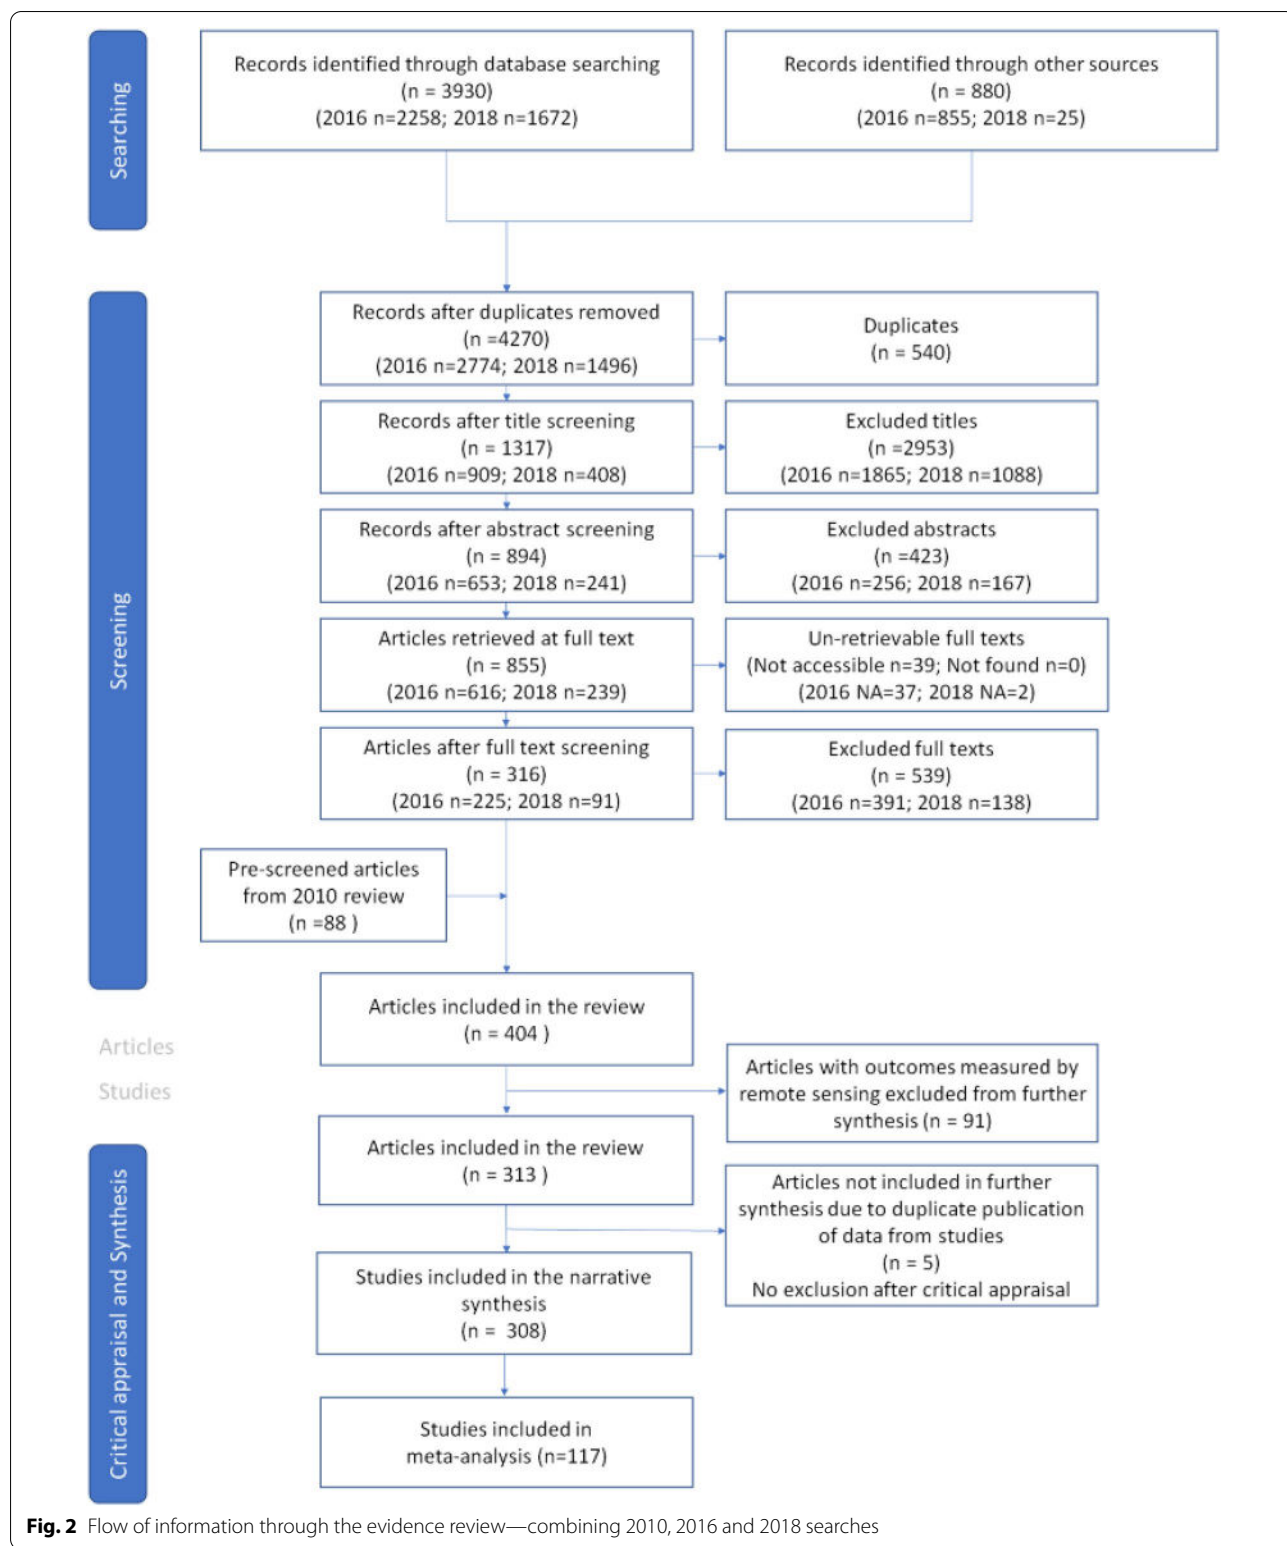 Searching
Records identified through database searching
(n = 3930)
(2016 n=2258; 2018 n=1672)
Records identified through other sources
(n = 880)
(2016 n=855; 2018 n=25)
Screening
Records after duplicates removed
(n =4270)
(2016 n=2774; 2018 n=1496)
Duplicates
(n = 540)
Records after title screening
(n = 1317)
(2016 n=909; 2018 n=408)
Excluded titles
(n =2953)
(2016 n=1865; 2018 n=1088)
Records after abstract screening
(n = 894)
(2016 n=653; 2018 n=241)
Excluded abstracts
(n =423)
(2016 n=256; 2018 n=167)
Articles retrieved at full text
(n = 855)
(2016 n=616; 2018 n=239)
Un-retrievable full texts
(Not accessible n=39; Not found n=0)
(2016 NA=37; 2018 NA=2)
Articles after full text screening
(n = 316)
(2016 n=225; 2018 n=91)
Excluded full texts
(n = 539)
(2016 n=391; 2018 n=138)
Pre-screened articles
from 2010 review
(n =88 )
Articles included in the review
(n = 404 )
Articles
Studies
Articles with outcomes measured by
remote sensing excluded from further
synthesis (n = 91)
Critical appraisal and Synthesis
Articles included in the review
(n = 313 )
Articles not included in further
synthesis due to duplicate publication
of data from studies
(n = 5)
No exclusion after critical appraisal
Studies included in the narrative
synthesis
(n =  308)
Studies included in
meta-analysis (n=117)
Fig. 2 Flow of information through the evidence review—combining 2010, 2016 and 2018 searches